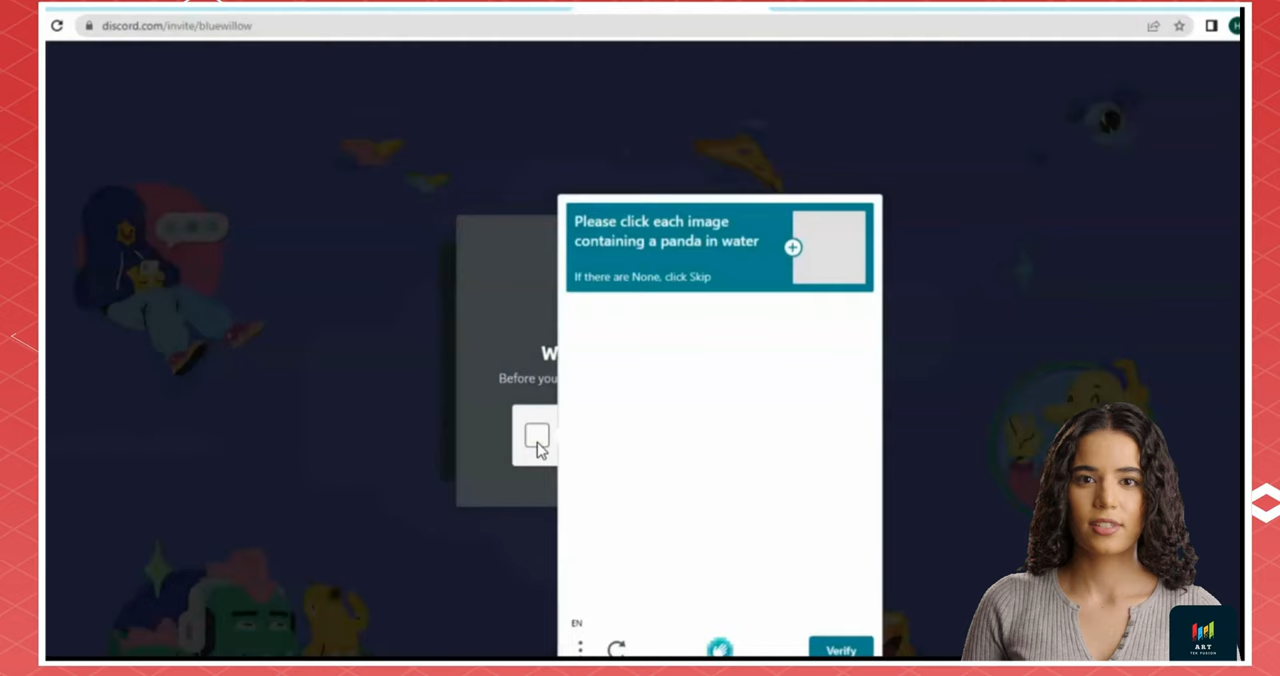 discord.com/invite/bluewillow
H
Please click each image
containing a panda in water
If there are None, click Skip
W
Before you
EN
Verify
ART